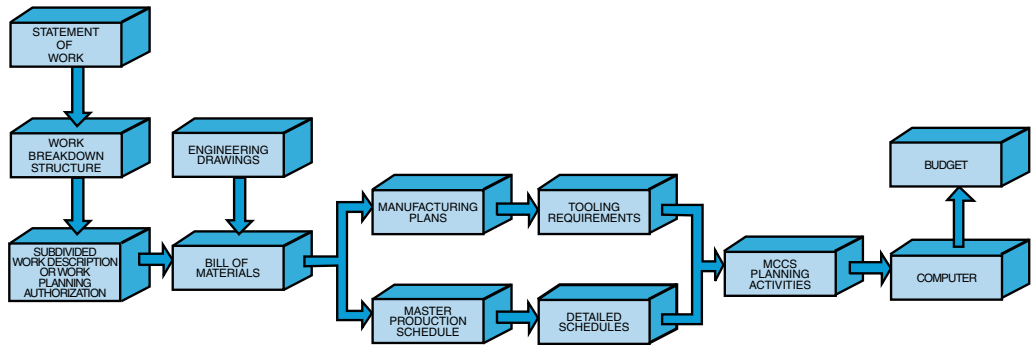 STATEMENT
OF
WORK
WORK
BREAKDOWN
STRUCTURE
ENGINEERING
DRAWINGS
SUBDIVIDED
WORK DESCRIPTION
OR WORK
PLANNING
AUTHORIZATION
BILL OF
MATERIALS
MANUFACTURING
PLANS
TOOLING
REQUIREMENTS
MASTER
PRODUCTION
SCHEDULE
DETAILED
SCHEDULES
MCCS
PLANNING
ACTIVITIES
COMPUTER
BUDGET